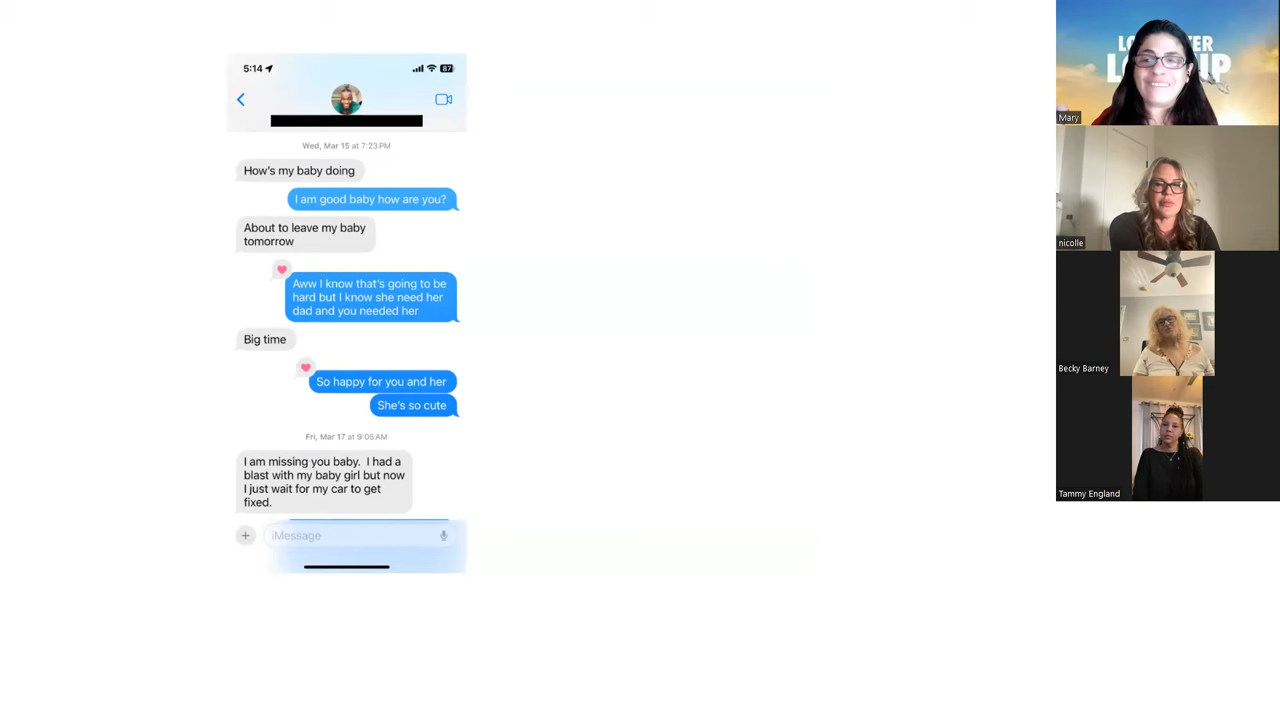 5:14
87
Wed, Mar 15 at 7:23 PM
How's my baby doing
I am good baby how are you?
About to leave my baby
tomorrow
Aww I know that's going to be
hard but I know she need her
dad and you needed her
Big time
So happy for you and her
She's so cute
Fri, Mar 17 at 9:05 AM
I am missing you baby.  I had a
blast with my baby girl but now
I just wait for my car to get
fixed.
iMessage
Mary
nicolle
Becky Barney
Tammy England